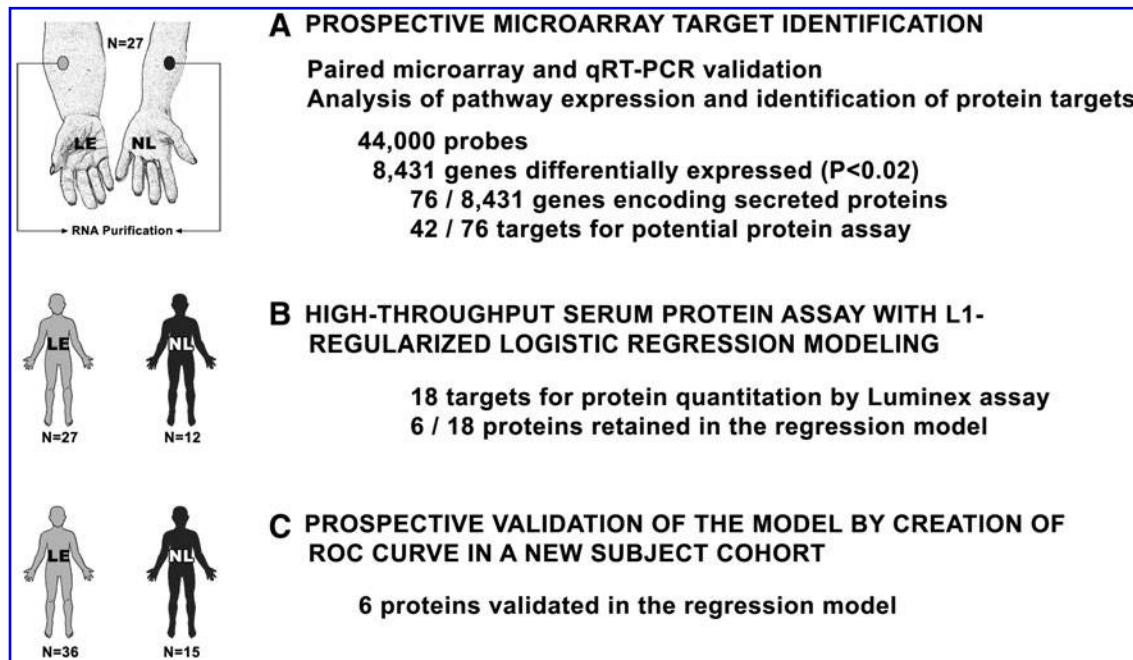 N=27
LE NL
RNA Purification
A PROSPECTIVE MICROARRAY TARGET IDENTIFICATION
Paired microarray and qRT-PCR validation
Analysis of pathway expression and identification of protein targets
44,000 probes
8,431 genes differentially expressed (P<0.02)
76 / 8,431 genes encoding secreted proteins
42 / 76 targets for potential protein assay
LE NL
N=27 N=12
B HIGH-THROUGHPUT SERUM PROTEIN ASSAY WITH L1-
REGULARIZED LOGISTIC REGRESSION MODELING
18 targets for protein quantitation by Luminex assay
6 / 18 proteins retained in the regression model
LE NL
N=36 N=15
C PROSPECTIVE VALIDATION OF THE MODEL BY CREATION OF
ROC CURVE IN A NEW SUBJECT COHORT
6 proteins validated in the regression model